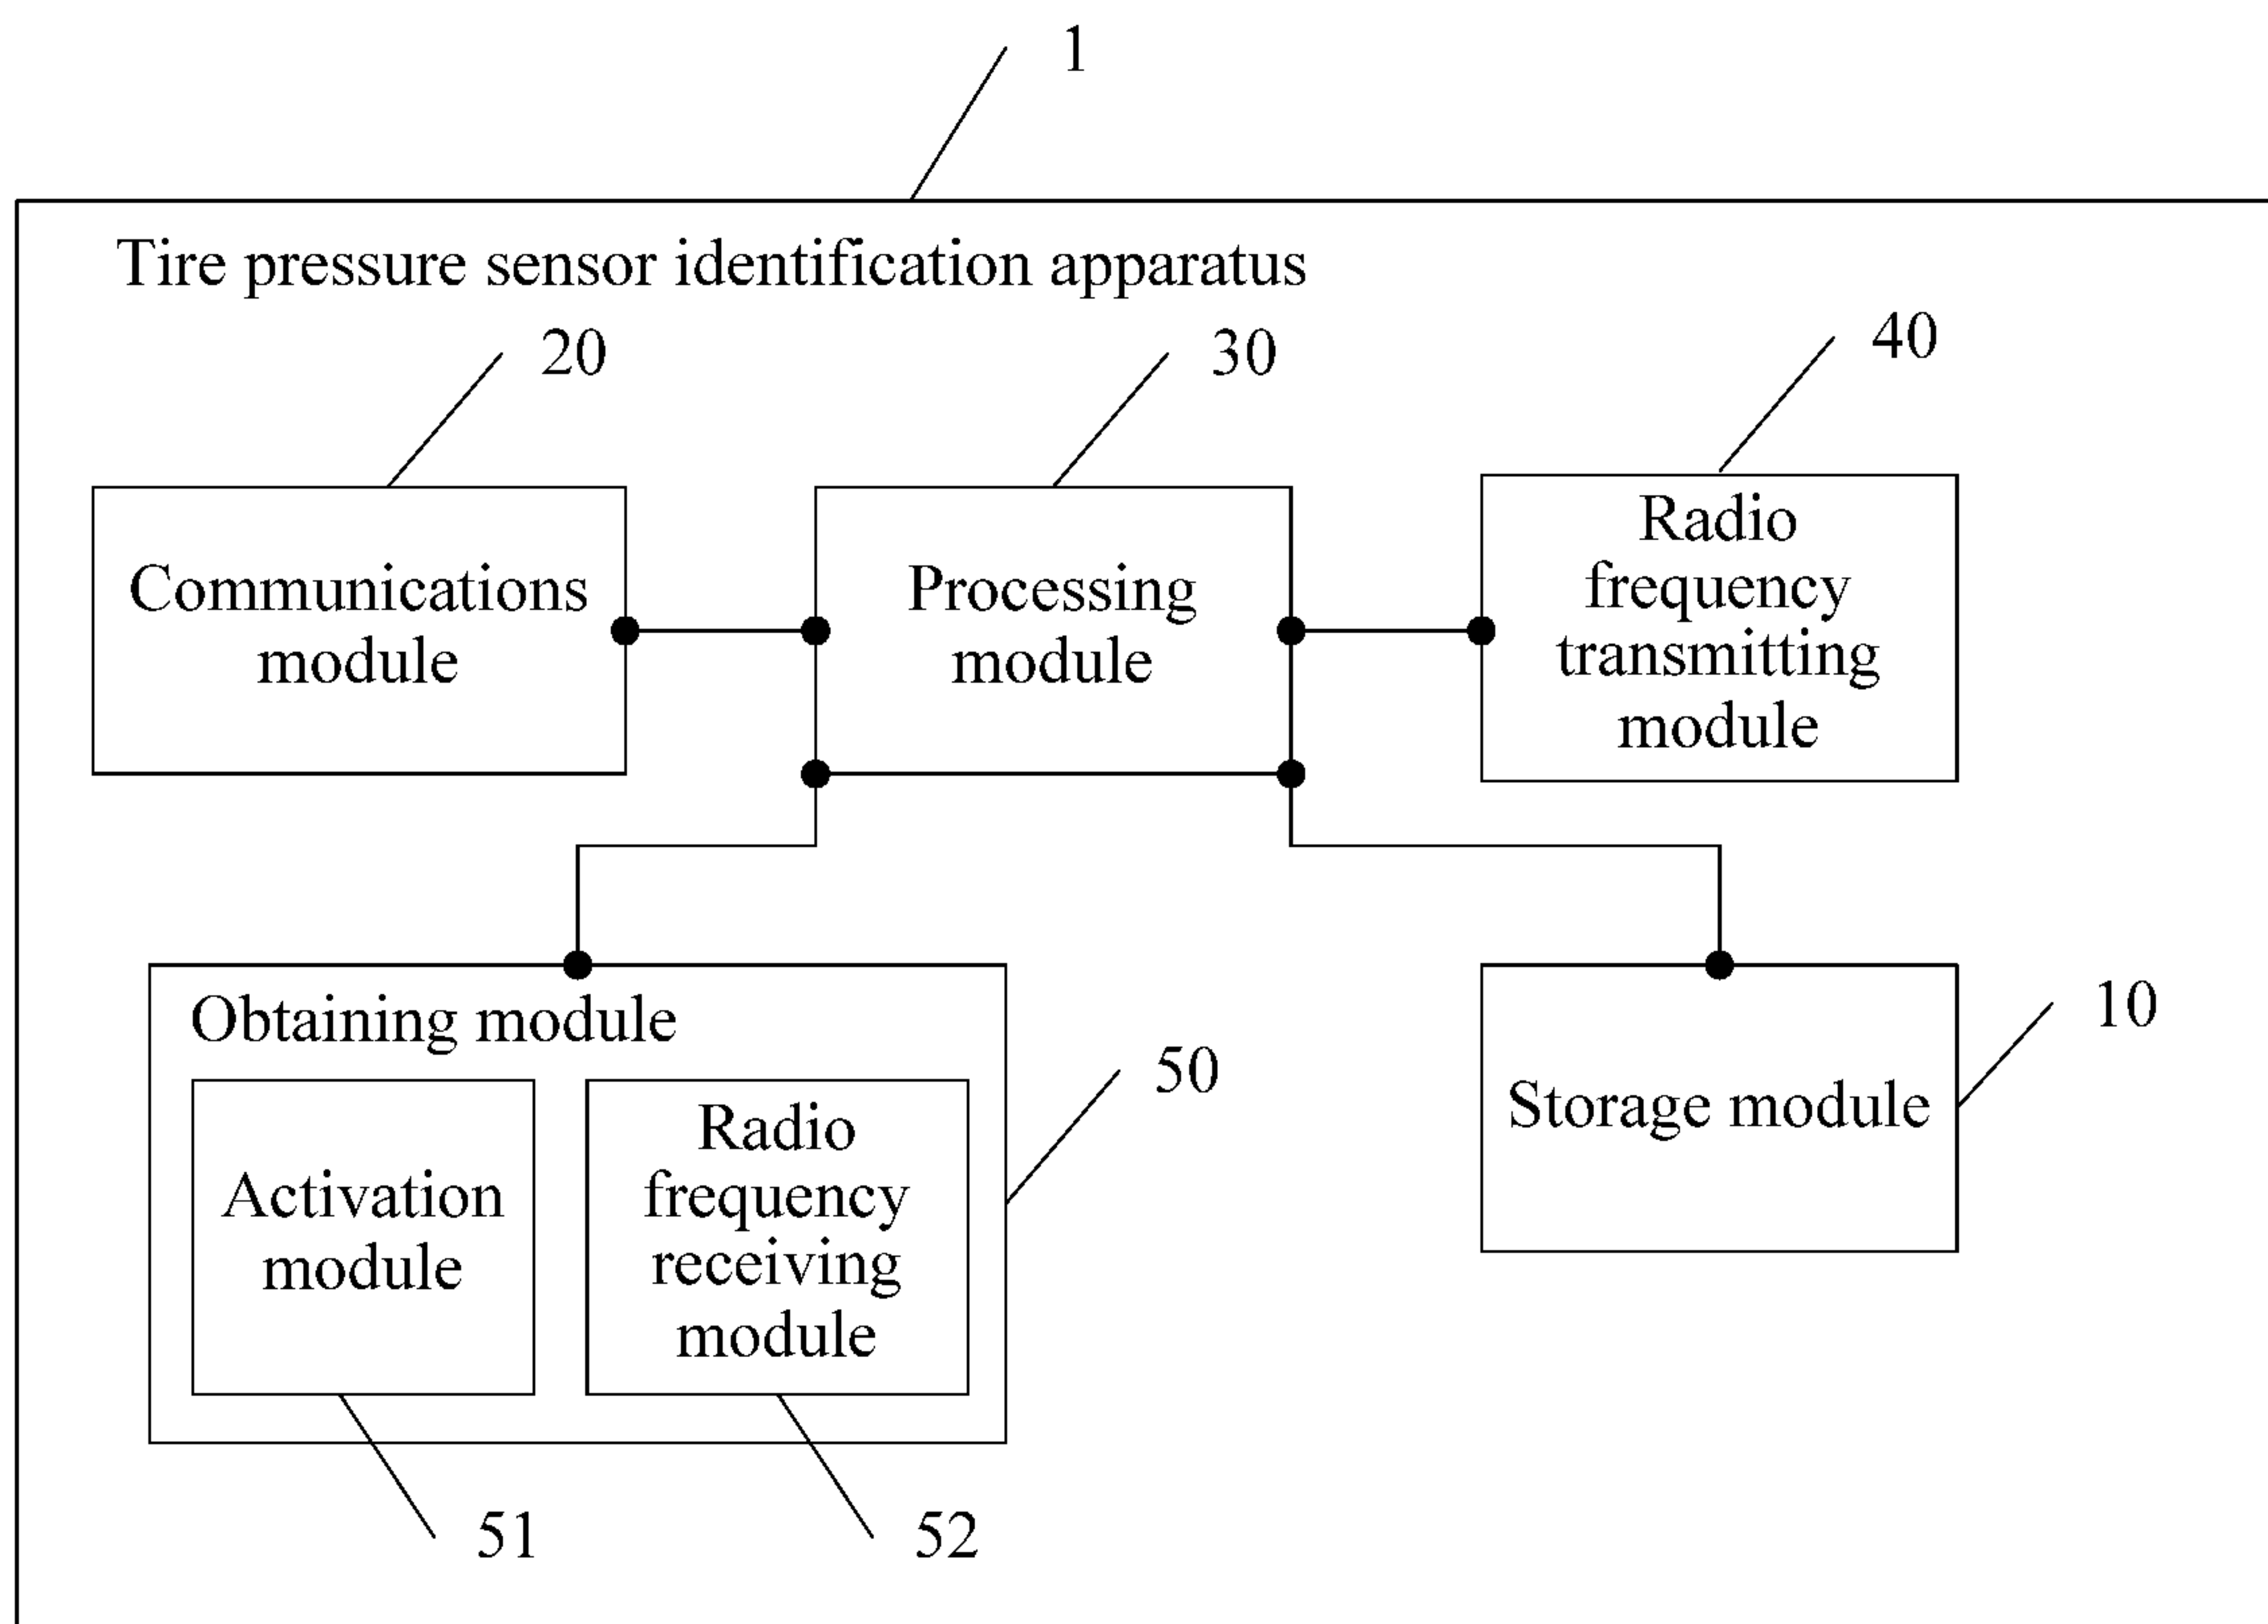 1
Tire pressure sensor identification apparatus
20
30
40
Communications
module
Processing
module
Radio
frequency
transmitting
module
Obtaining module
50
10
Activation
module
Radio
frequency
receiving
module
Storage module
51
52